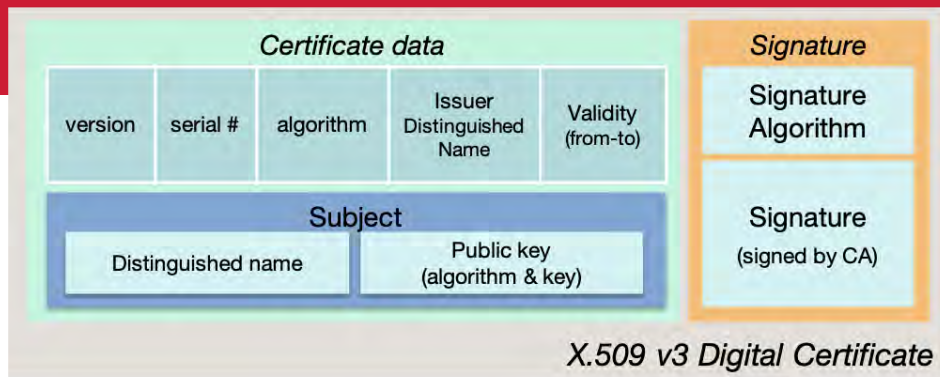 Certificate data
version
serial #
algorithm
Issuer
Distinguished
Name
Validity
(from-to)
Subject
Distinguished name
Public key
(algorithm & key)
Signature
Signature
Algorithm
Signature
(signed by CA)
X.509 v3 Digital Certificate